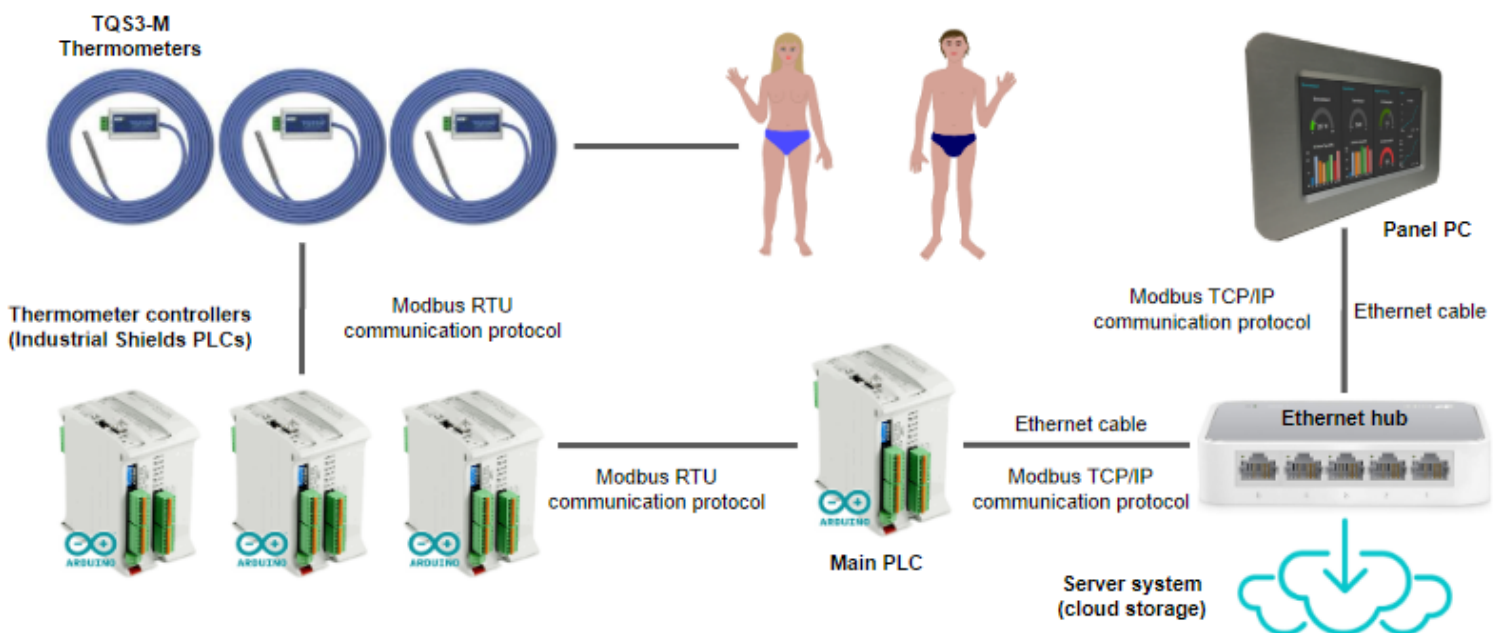 TQS3-M
Thermometers
Panel PC
Thermometer controllers
(Industrial Shields PLCs)
Modbus RTU
communication protocol
Modbus TCP/IP
communication protocol
Ethernet cable
Ethernet hub
Ethernet cable
Modbus RTU
communication protocol
Modbus TCP/IP
communication protocol
ARDUINO
ARDUINO
ARDUINO
ARDUINO
Main PLC
Server system
(cloud storage)